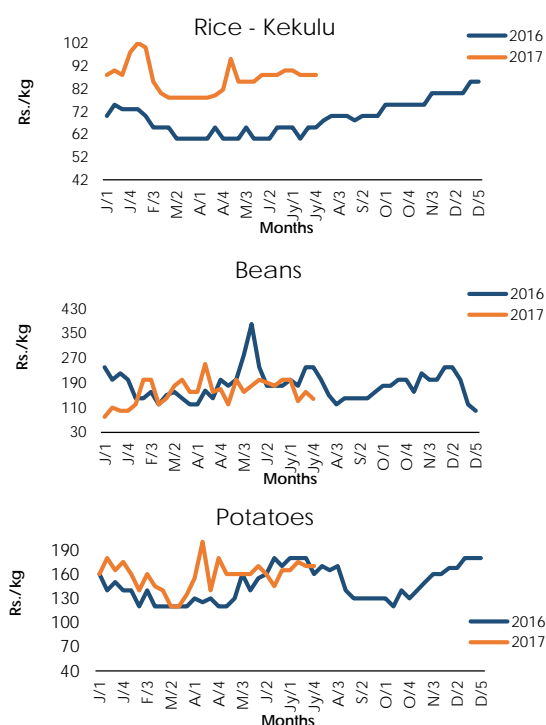 Rice - Kekulu
2016
2017
Rs./kg
102
92
82
72
62
52
42
J/1
J/4
F/3
M/2
A/1
A/4
M/3
J/2
Jy/1
Jy/4
A/3
S/2
O/1
O/4
N/3
D/2
D/5
Months
Beans
2016
2017
Rs./kg
430
350
270
190
110
30
J/1
J/4
F/3
M/2
A/1
A/4
M/3
J/2
Jy/1
Jy/4
A/3
S/2
O/1
O/4
N/3
D/2
D/5
Months
Potatoes
Rs./kg
190
160
130
100
70
40
2016
2017
J/1
J/4
F/3
M/2
A/1
A/4
M/3
J/2
Jy/1
Jy/4
A/3
S/2
O/1
O/4
N/3
D/2
D/5
Months